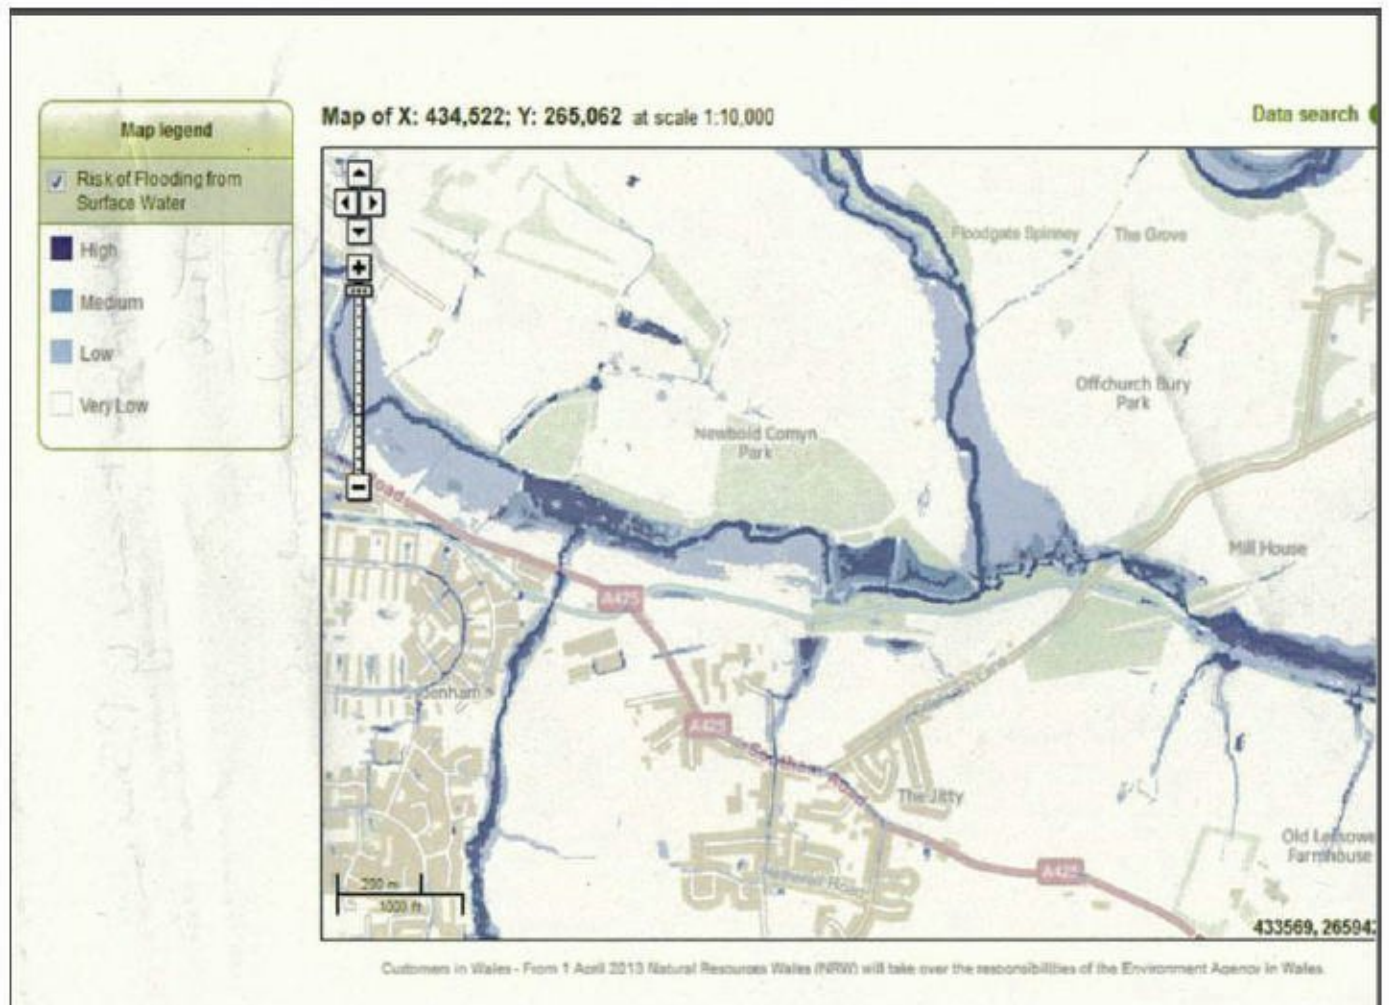 Map of X: 434,522; Y: 265,062 at scale 1:10,000
Data search
Map legend
Risk of Flooding from
Surface Water
High
Medium
Low
Very Low
Floodgate Spinney
The Grove
Offchurch Bury
Park
Newbold Comyn
Park
Mill House
A425
A425
Southam Road
The Jitty
A425
Old
Farmhouse
200 m
1000 ft
433569, 26594
Customers in Wales - From 1 April 2013 Natural Resources Wales (NRW) will take over the responsibilities of the Environment Agency in Wales.